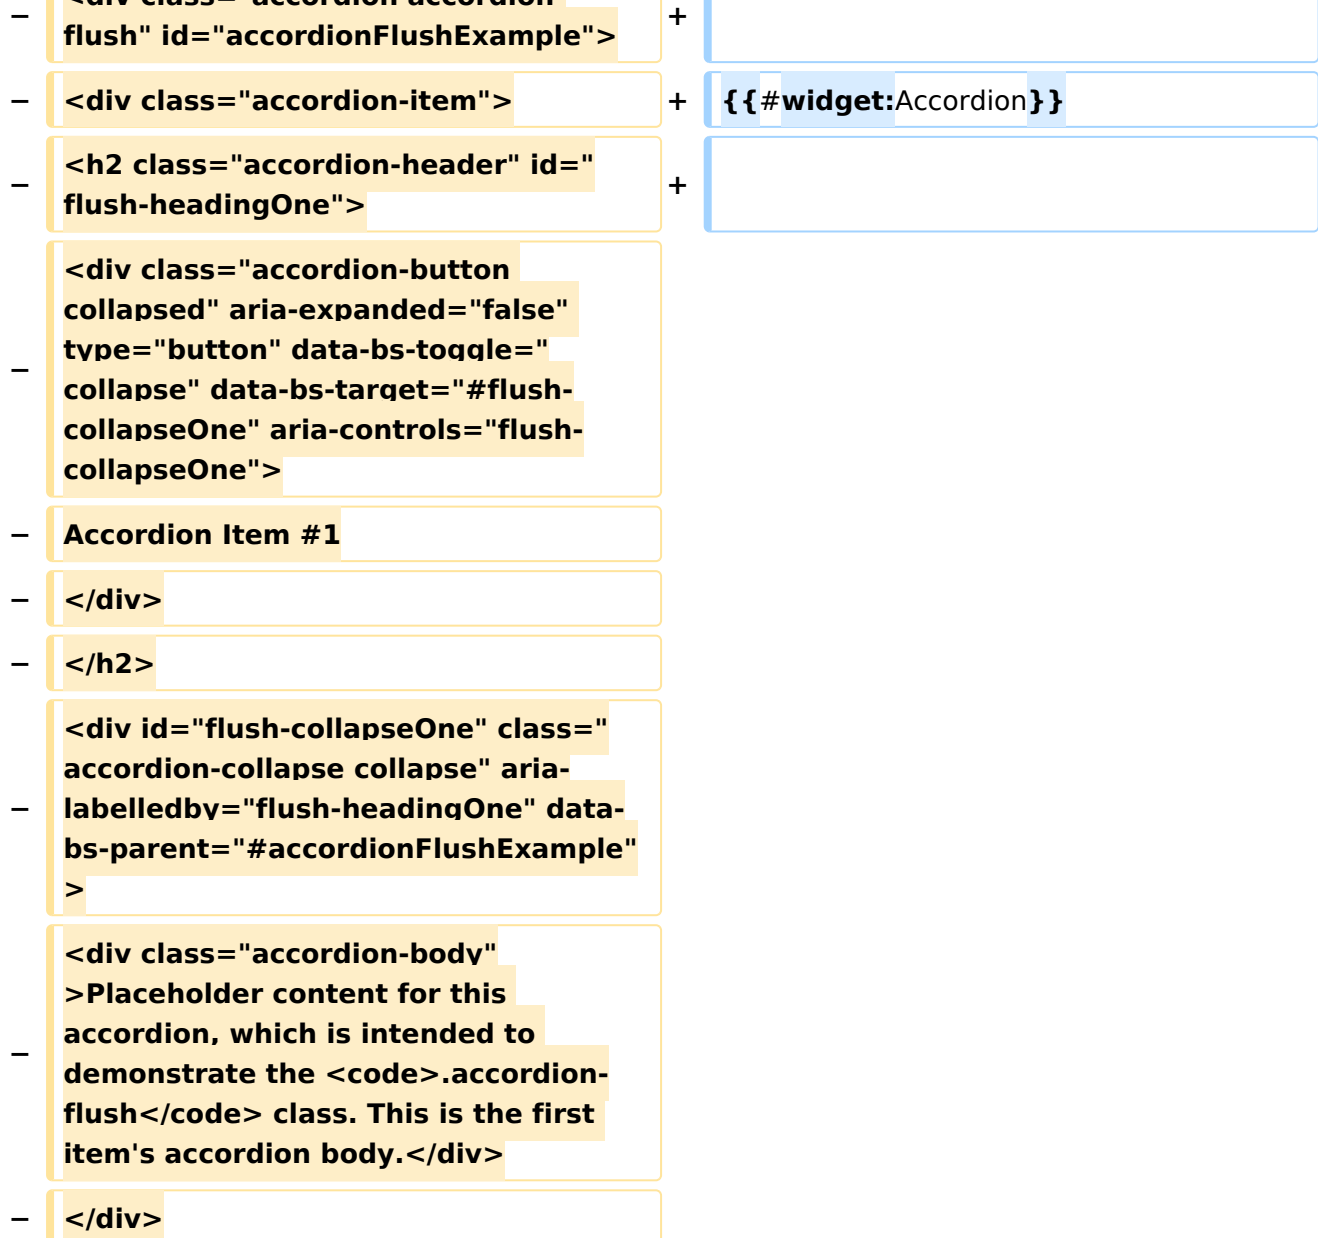 − <div class="accordion accordion- +
flush" id="accordionFlushExample">
− <div class="accordion-item"> + {{#widget:Accordion}}
− <h2 class="accordion-header" id=" +
flush-headingOne">
<div class="accordion-button
collapsed" aria-expanded="false"
type="button" data-bs-toggle="
− collapse" data-bs-target="#flush-
collapseOne" aria-controls="flush-
collapseOne">
− Accordion Item #1
− </div>
− </h2>
<div id="flush-collapseOne" class="
accordion-collapse collapse" aria-
− labelledby="flush-headingOne" data-
bs-parent="#accordionFlushExample"
>
<div class="accordion-body"
>Placeholder content for this
accordion, which is intended to
− demonstrate the <code>.accordion-
flush</code> class. This is the first
item's accordion body.</div>
− </div>